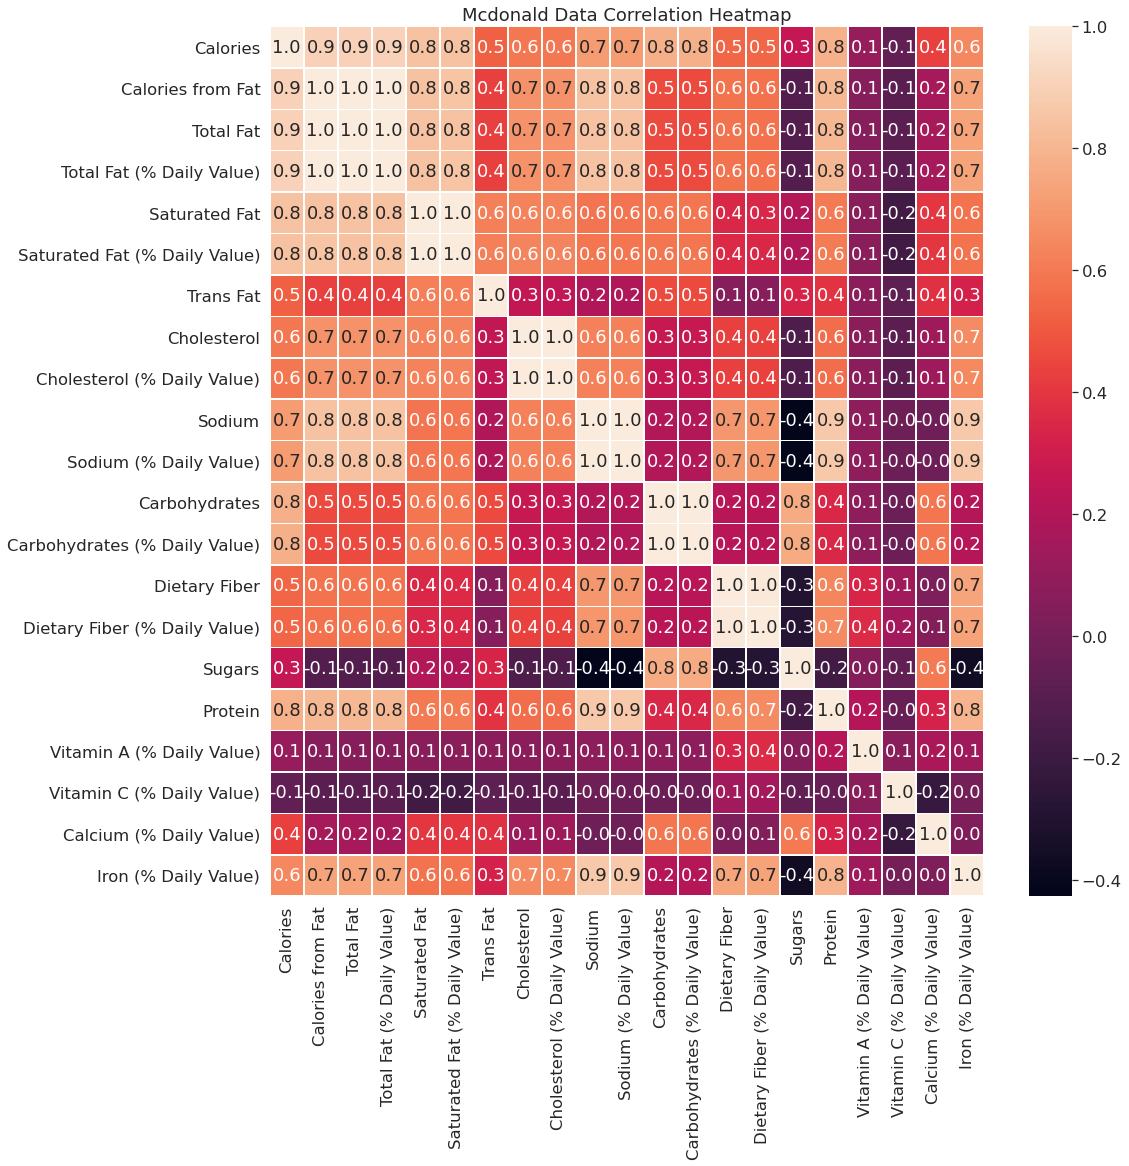 Mcdonald Data Correlation Heatmap
Calories 1.0 0.9 0.9 0.9 0.8 0.8 0.5 0.6 0.6 0.7 0.7 0.8 0.8 0.5 0.5 0.3 0.8 0.1 -0.1 0.4 0.6
Calories from Fat 0.9 1.0 1.0 1.0 0.8 0.8 0.4 0.7 0.7 0.8 0.8 0.5 0.5 0.6 0.6 -0.1 0.8 0.1 -0.1 0.2 0.7
Total Fat 0.9 1.0 1.0 1.0 0.8 0.8 0.4 0.7 0.7 0.8 0.8 0.5 0.5 0.6 0.6 -0.1 0.8 0.1 -0.1 0.2 0.7
Total Fat (% Daily Value) 0.9 1.0 1.0 1.0 0.8 0.8 0.4 0.7 0.7 0.8 0.8 0.5 0.5 0.6 0.6 -0.1 0.8 0.1 -0.1 0.2 0.7
Saturated Fat 0.8 0.8 0.8 0.8 1.0 1.0 0.6 0.6 0.6 0.6 0.6 0.6 0.6 0.4 0.3 0.2 0.6 0.1 -0.2 0.4 0.6
Saturated Fat (% Daily Value) 0.8 0.8 0.8 0.8 1.0 1.0 0.6 0.6 0.6 0.6 0.6 0.6 0.6 0.4 0.4 0.2 0.6 0.1 -0.2 0.4 0.6
Trans Fat 0.5 0.4 0.4 0.4 0.6 0.6 1.0 0.3 0.3 0.2 0.2 0.5 0.5 0.1 0.1 0.3 0.4 0.1 -0.1 0.4 0.3
Cholesterol 0.6 0.7 0.7 0.7 0.6 0.6 0.3 1.0 1.0 0.6 0.6 0.3 0.3 0.4 0.4 -0.1 0.6 0.1 -0.1 0.1 0.7
Cholesterol (% Daily Value) 0.6 0.7 0.7 0.7 0.6 0.6 0.3 1.0 1.0 0.6 0.6 0.3 0.3 0.4 0.4 -0.1 0.6 0.1 -0.1 0.1 0.7
Sodium 0.7 0.8 0.8 0.8 0.6 0.6 0.2 0.6 0.6 1.0 1.0 0.2 0.2 0.7 0.7 -0.4 0.9 0.1 -0.0 -0.0 0.9
Sodium (% Daily Value) 0.7 0.8 0.8 0.8 0.6 0.6 0.2 0.6 0.6 1.0 1.0 0.2 0.2 0.7 0.7 -0.4 0.9 0.1 -0.0 -0.0 0.9
Carbohydrates 0.8 0.5 0.5 0.5 0.6 0.6 0.5 0.3 0.3 0.2 0.2 1.0 1.0 0.2 0.2 0.8 0.4 0.1 -0.0 0.6 0.2
Carbohydrates (% Daily Value) 0.8 0.5 0.5 0.5 0.6 0.6 0.5 0.3 0.3 0.2 0.2 1.0 1.0 0.2 0.2 0.8 0.4 0.1 -0.0 0.6 0.2
Dietary Fiber 0.5 0.6 0.6 0.6 0.4 0.4 0.1 0.4 0.4 0.7 0.7 0.2 0.2 1.0 1.0 -0.3 0.6 0.3 0.1 0.0 0.7
Dietary Fiber (% Daily Value) 0.5 0.6 0.6 0.6 0.3 0.4 0.1 0.4 0.4 0.7 0.7 0.2 0.2 1.0 1.0 -0.3 0.7 0.4 0.2 0.1 0.7
Sugars 0.3 -0.1 -0.1 -0.1 0.2 0.2 0.3 -0.1 -0.1 -0.4 -0.4 0.8 0.8 -0.3 -0.3 1.0 -0.2 0.0 -0.1 0.6 -0.4
Protein 0.8 0.8 0.8 0.8 0.6 0.6 0.4 0.6 0.6 0.9 0.9 0.4 0.4 0.6 0.7 -0.2 1.0 0.2 -0.0 0.3 0.8
Vitamin A (% Daily Value) 0.1 0.1 0.1 0.1 0.1 0.1 0.1 0.1 0.1 0.1 0.1 0.1 0.1 0.3 0.4 0.0 0.2 1.0 0.1 0.2 0.1
Vitamin C (% Daily Value) -0.1 -0.1 -0.1 -0.1 -0.2 -0.2 -0.1 -0.1 -0.1 -0.0 -0.0 -0.0 -0.0 0.1 0.2 -0.1 -0.0 0.1 1.0 -0.2 0.0
Calcium (% Daily Value) 0.4 0.2 0.2 0.2 0.4 0.4 0.4 0.1 0.1 -0.0 -0.0 0.6 0.6 0.0 0.1 0.6 0.3 0.2 -0.2 1.0 0.0
Iron (% Daily Value) 0.6 0.7 0.7 0.7 0.6 0.6 0.3 0.7 0.7 0.9 0.9 0.2 0.2 0.7 0.7 -0.4 0.8 0.1 0.0 0.0 1.0
Calories
Calories from Fat
Total Fat
Total Fat (% Daily Value)
Saturated Fat
Saturated Fat (% Daily Value)
Trans Fat
Cholesterol
Cholesterol (% Daily Value)
Sodium
Sodium (% Daily Value)
Carbohydrates
Carbohydrates (% Daily Value)
Dietary Fiber
Dietary Fiber (% Daily Value)
Sugars
Protein
Vitamin A (% Daily Value)
Vitamin C (% Daily Value)
Calcium (% Daily Value)
Iron (% Daily Value)
1.0
0.8
0.6
0.4
0.2
0.0
−0.2
−0.4